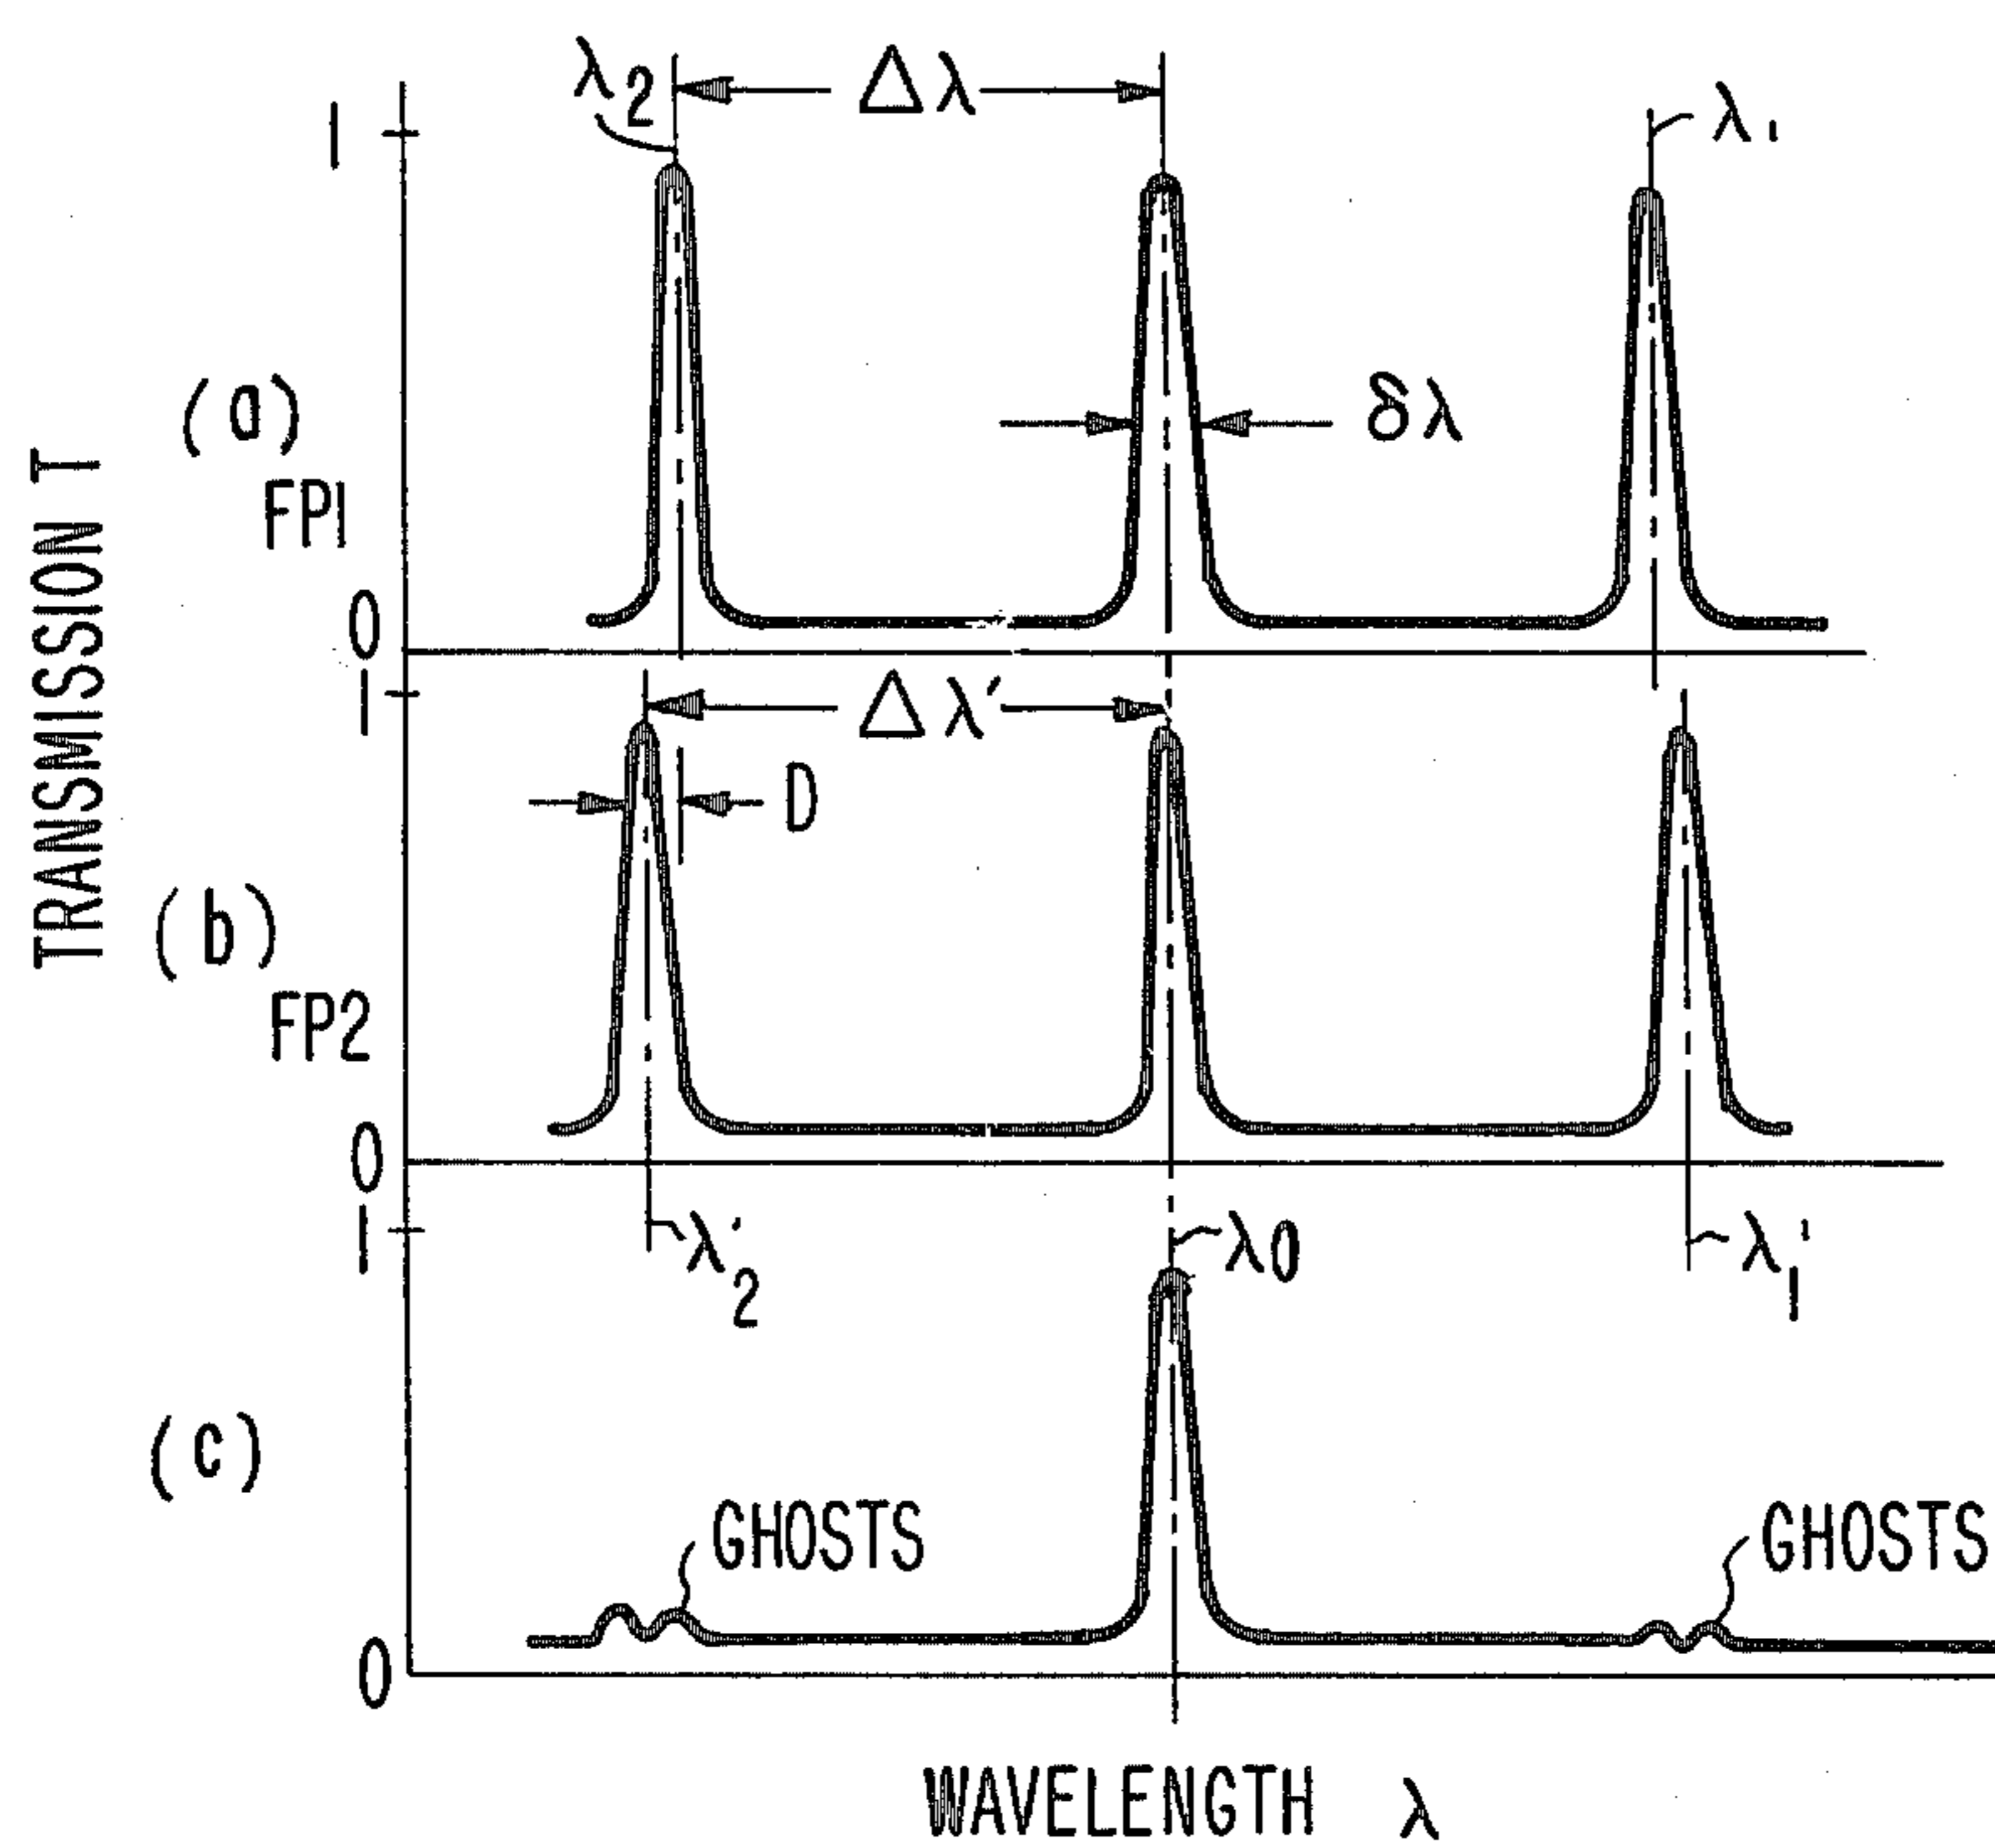 λ2
Δλ
λ1
1
(a)
FP1
δλ
0
TRANSMISSION T
1
Δλ'
D
(b)
FP2
0
1
λ'2
λ0
λ1'
(c)
GHOSTS
GHOSTS
0
WAVELENGTH λ